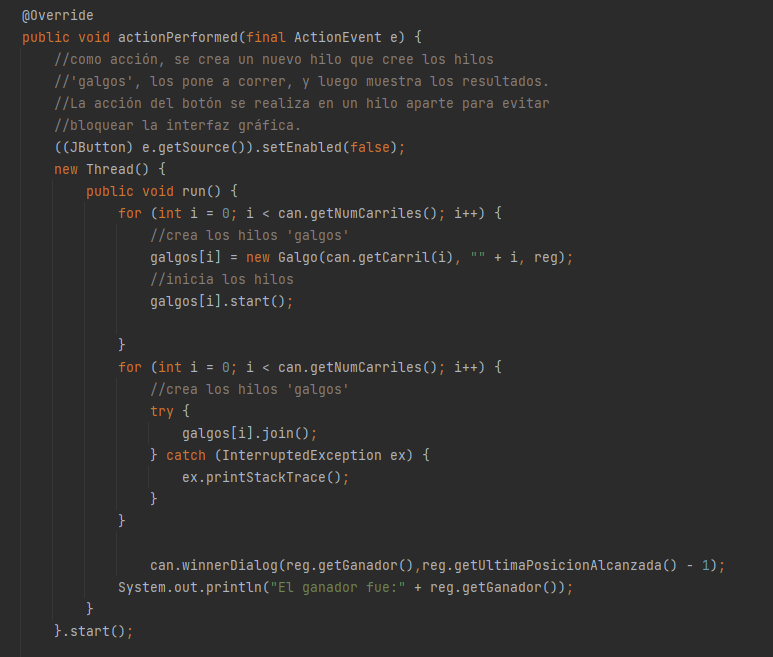 @Override
public void actionPerformed(final ActionEvent e) {
//como acción, se crea un nuevo hilo que cree los hilos
//'galgos', los pone a correr, y luego muestra los resultados.
//La acción del botón se realiza en un hilo aparte para evitar
//bloquear la interfaz gráfica.
((JButton) e.getSource()).setEnabled(false);
new Thread() {
public void run() {
for (int i = 0; i < can.getNumCarriles(); i++) {
//crea los hilos 'galgos'
galgos[i] = new Galgo(can.getCarril(i), "" + i, reg);
//inicia los hilos
galgos[i].start();
}
for (int i = 0; i < can.getNumCarriles(); i++) {
//crea los hilos 'galgos'
try {
galgos[i].join();
} catch (InterruptedException ex) {
ex.printStackTrace();
}
}
can.winnerDialog(reg.getGanador(),reg.getUltimaPosicionAlcanzada() - 1);
System.out.println("El ganador fue:" + reg.getGanador());
}
}.start();